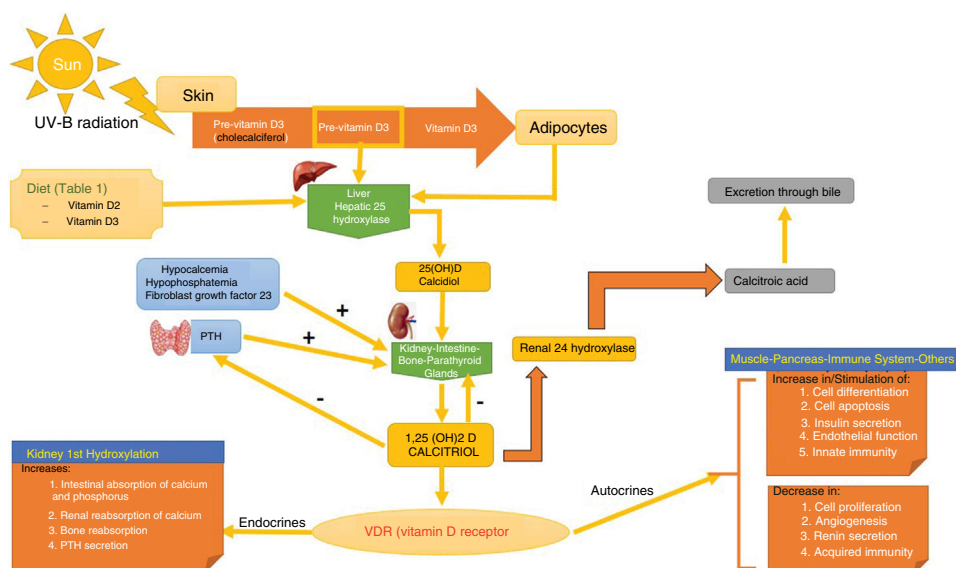 Sun
Skin
UV-B radiation
Pre-vitamin D3
(cholecalciferol)
Pre-vitamin D3
Vitamin D3
Adipocytes
Diet (Table 1)
– Vitamin D2
– Vitamin D3
Liver
Hepatic 25
hydroxylase
Excretion through bile
Calcitroic acid
25(OH)D
Calcidiol
Hypocalcemia
Hypophosphatemia
Fibroblast growth factor 23
+
PTH
+
-
Kidney-Intestine-
Bone-Parathyroid
Glands
-
Renal 24 hydroxylase
1,25 (OH)2 D
CALCITRIOL
Muscle-Pancreas-Immune System-Others
Increase in/Stimulation of:
1. Cell differentiation
2. Cell apoptosis
3. Insulin secretion
4. Endothelial function
5. Innate immunity
Kidney 1st Hydroxylation
Increases:
1. Intestinal absorption of calcium
and phosphorus
2. Renal reabsorption of calcium
3. Bone reabsorption
4. PTH secretion
Endocrines
VDR (vitamin D receptor
Autocrines
Decrease in:
1. Cell proliferation
2. Angiogenesis
3. Renin secretion
4. Acquired immunity